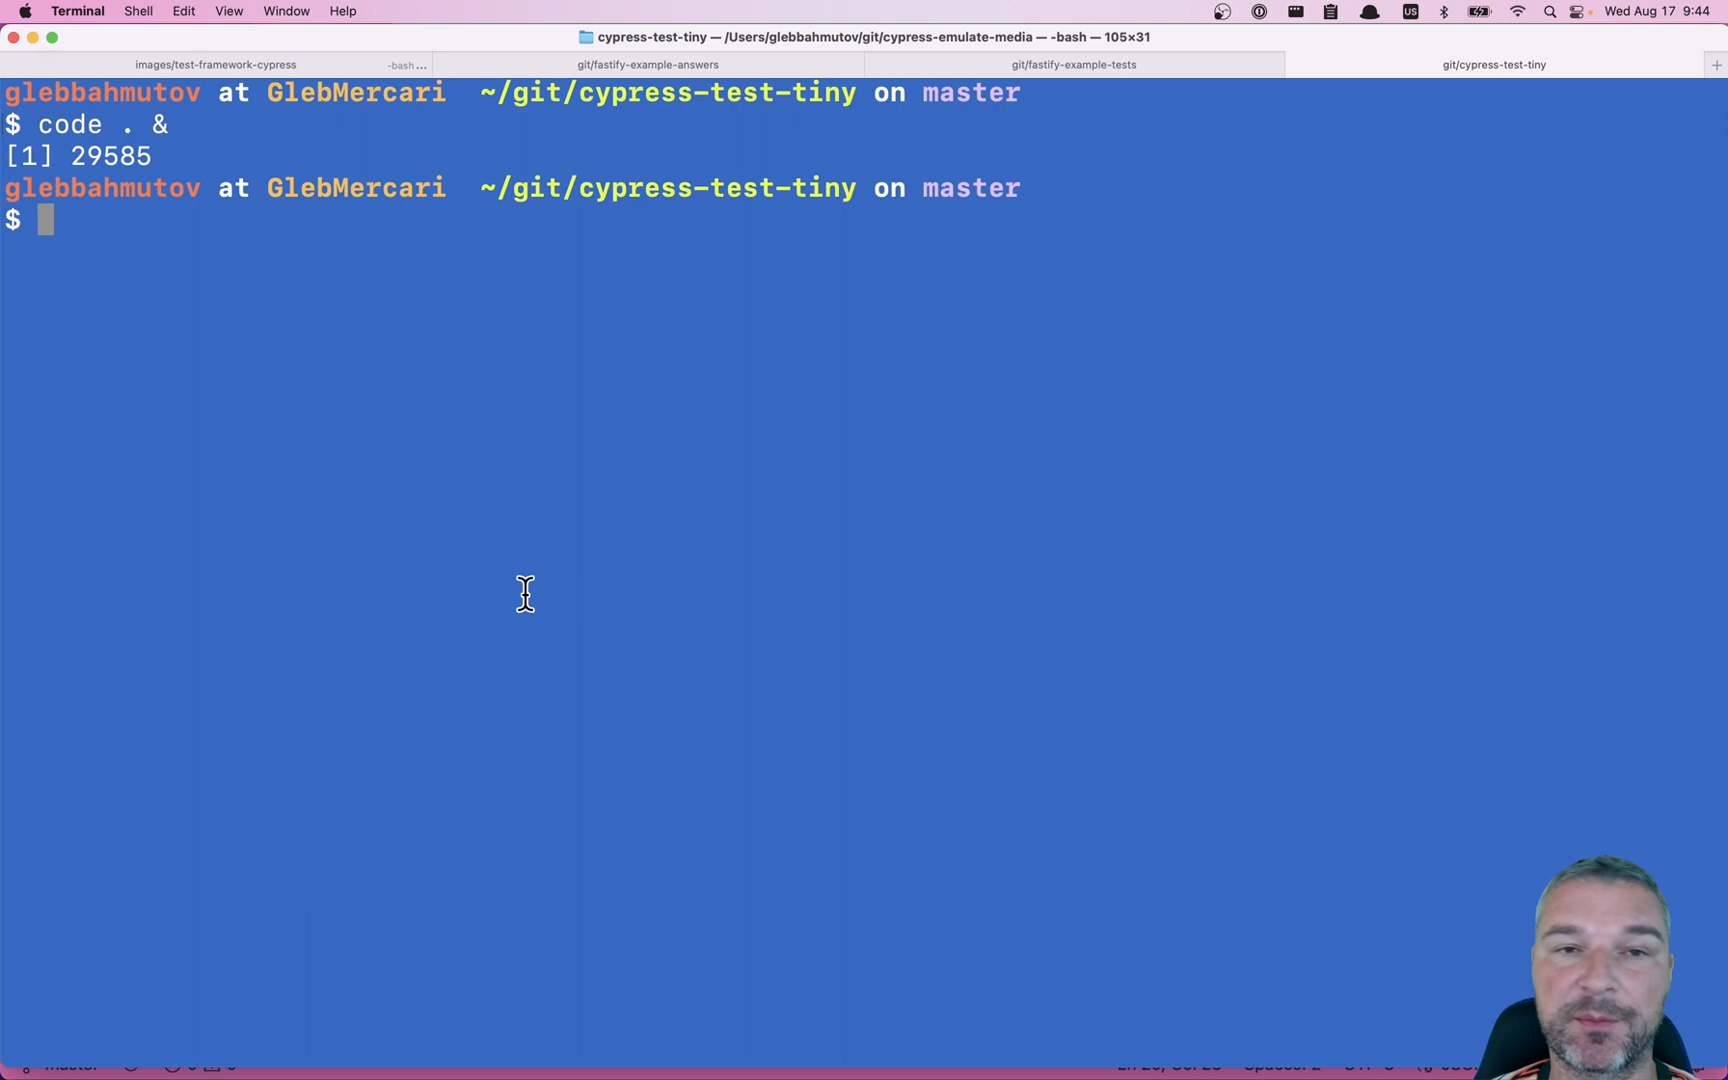 Terminal Shell Edit View Window Help US Wed Aug 17 9:44
cypress-test-tiny — /Users/glebbahmutov/git/cypress-emulate-media — -bash — 105×31
images/test-framework-cypress -bash... git/fastify-example-answers git/fastify-example-tests git/cypress-test-tiny +
glebbahmutov at GlebMercari ~/git/cypress-test-tiny on master
$ code . &
[1] 29585
glebbahmutov at GlebMercari ~/git/cypress-test-tiny on master
$